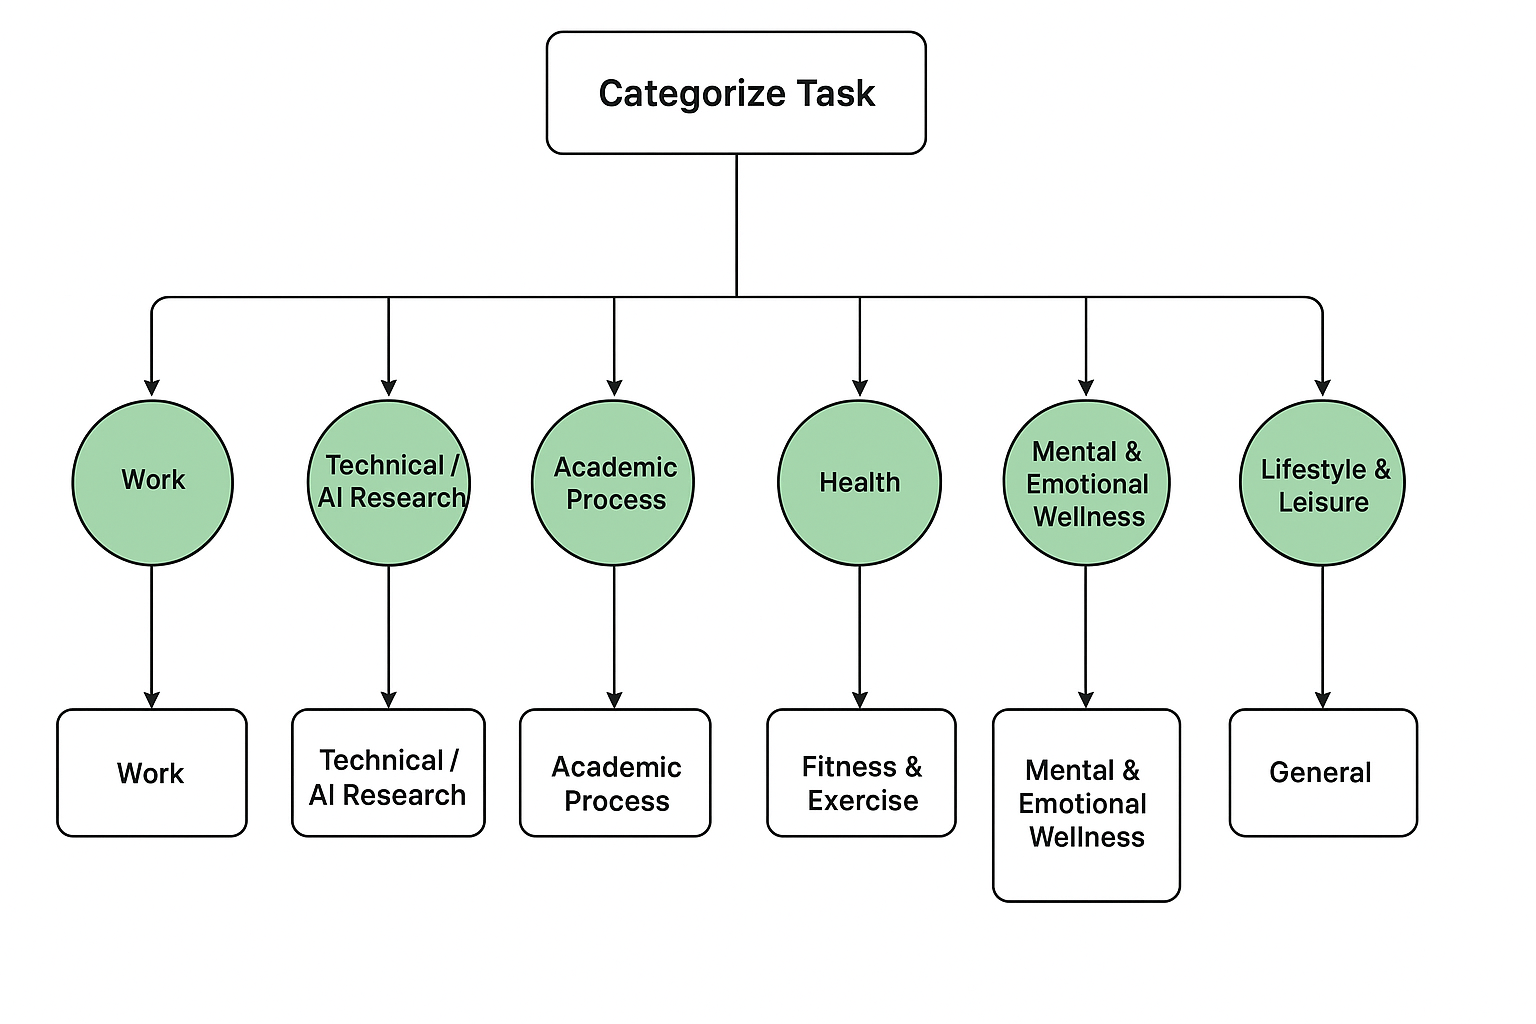 Categorize Task
Work
Technical /
AI Research
Academic
Process
Health
Mental &
Emotional
Wellness
Lifestyle &
Leisure
Work
Technical /
AI Research
Academic
Process
Fitness &
Exercise
Mental &
Emotional
Wellness
General